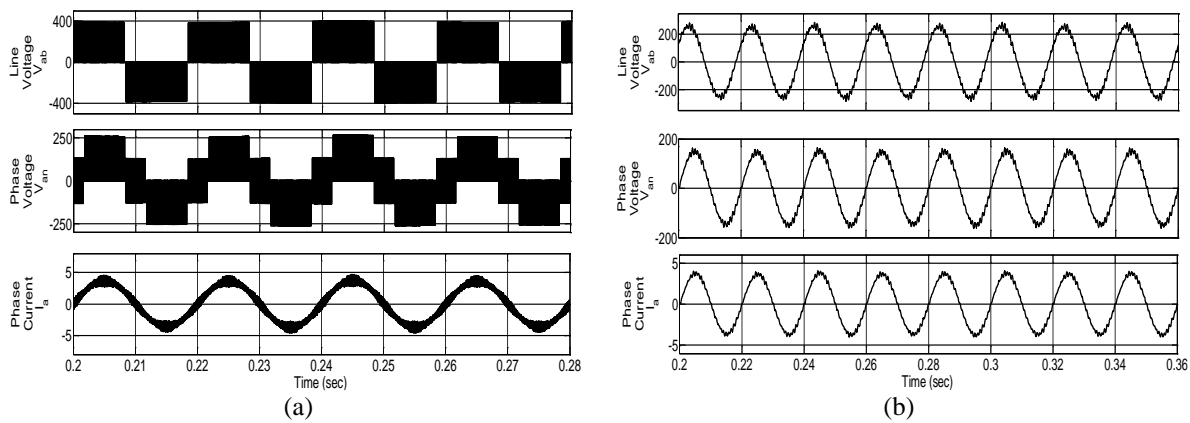 Line
Voltage
Vab
400
0
-400
Phase
Voltage
Van
250
0
-250
Phase
Current
Ia
5
0
-5
0.2 0.21 0.22 0.23 0.24 0.25 0.26 0.27 0.28
Time (sec)
(a)
Line
Voltage
Vab
200
0
-200
Phase
Voltage
Van
200
0
-200
Phase
Current
Ia
5
0
-5
0.2 0.22 0.24 0.26 0.28 0.3 0.32 0.34 0.36
Time (sec)
(b)